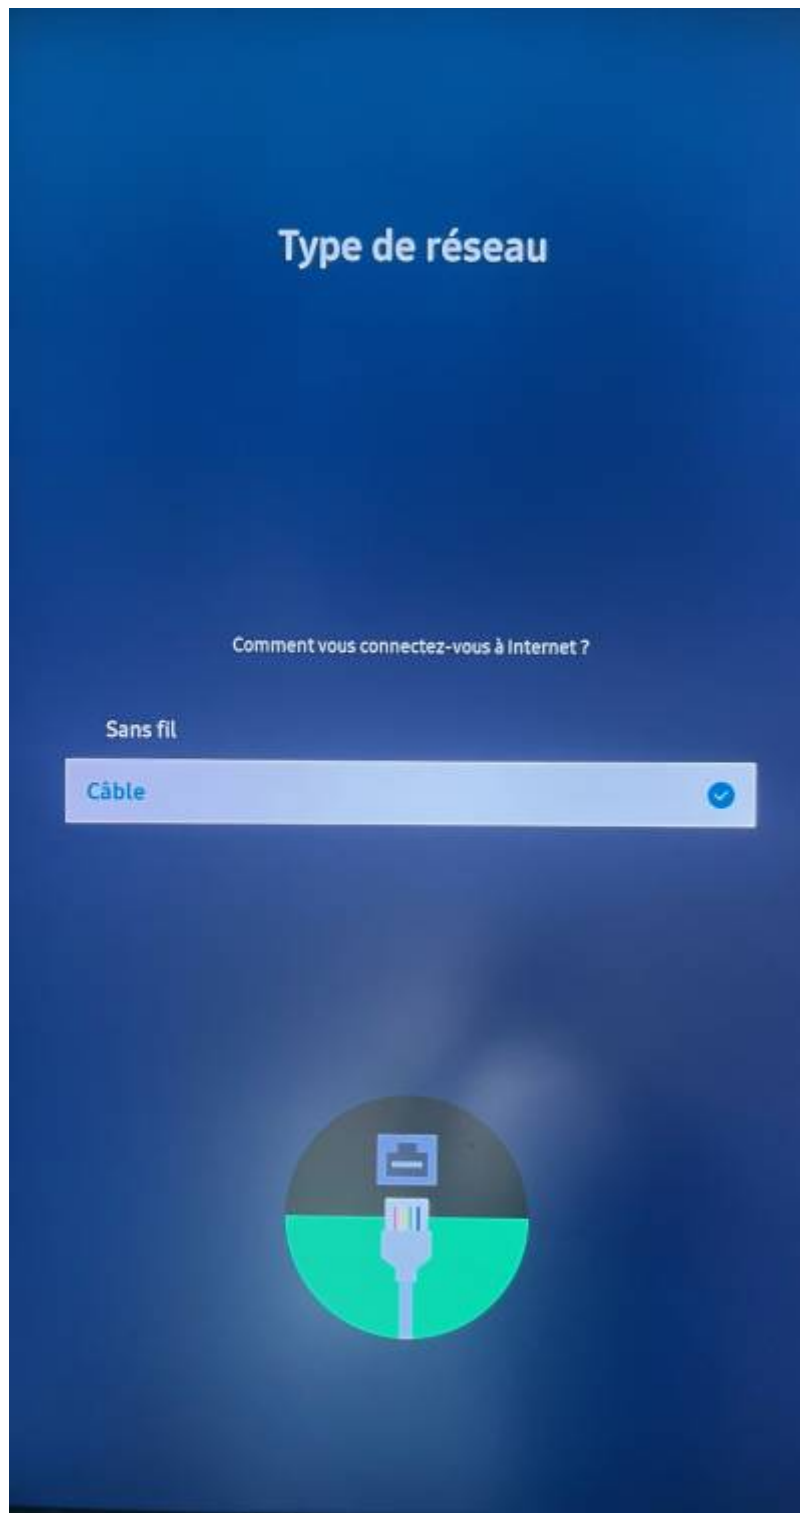 Type de réseau
Comment vous connectez-vous à Internet ?
Sans fil
Câble